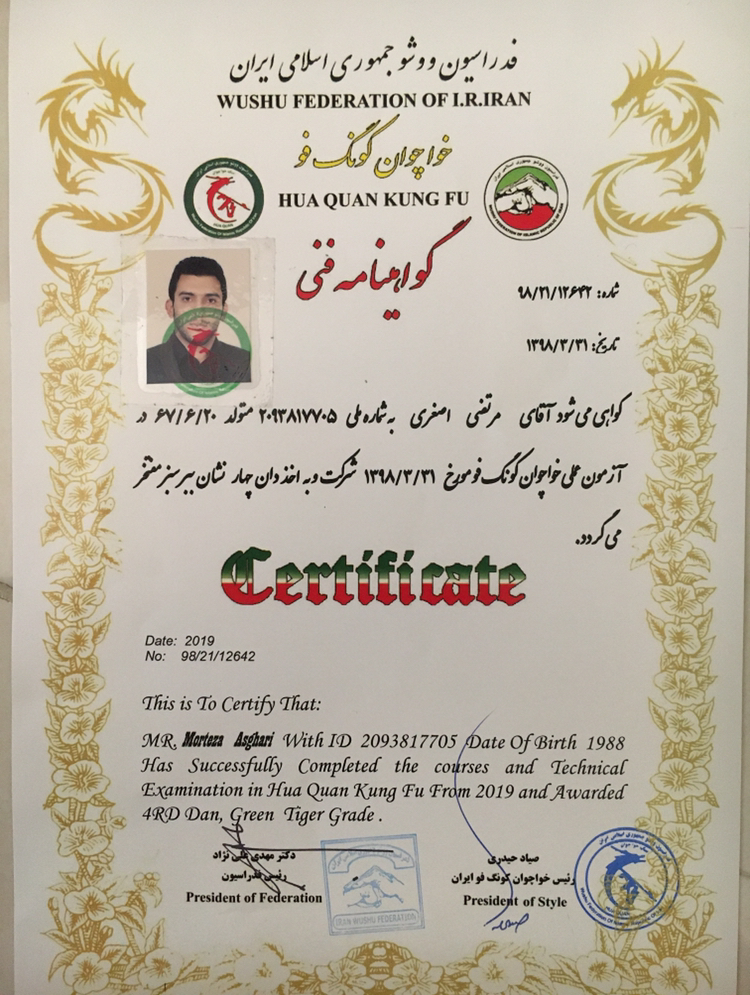 فدراسیون ووشو جمهوری اسلامی ایران
WUSHU FEDERATION OF I.R.IRAN
خواچوان کونگ فو
HUA QUAN KUNG FU
گواهینامه فنی
شماره: ۹۸/۲۱/۱۲۶۴۲
تاریخ: ۱۳۹۸/۳/۳۱
گواهی می شود آقای مرتضی اصغری به شماره ملی ۲۰۹۳۸۱۷۷۰۵ متولد ۶۷/۶/۲۰ در
آزمون ملی خواچوان کونگ فو مورخ ۱۳۹۸/۳/۳۱ شرکت و به اخذ دان چهار نشان ببر سبز مفتخر
می گردد.
Certificate
Date: 2019
No: 98/21/12642
This is To Certify That:
MR. Morteza Asghari With ID 2093817705 Date Of Birth 1988
Has Successfully Completed the courses and Technical
Examination in Hua Quan Kung Fu From 2019 and Awarded
4RD Dan, Green Tiger Grade .
دکتر مهدی علی نژاد
رئیس فدراسیون
President of Federation
IRAN WUSHU FEDERATION
صیاد حیدری
رئیس خواچوان کونگ فو ایران
President of Style